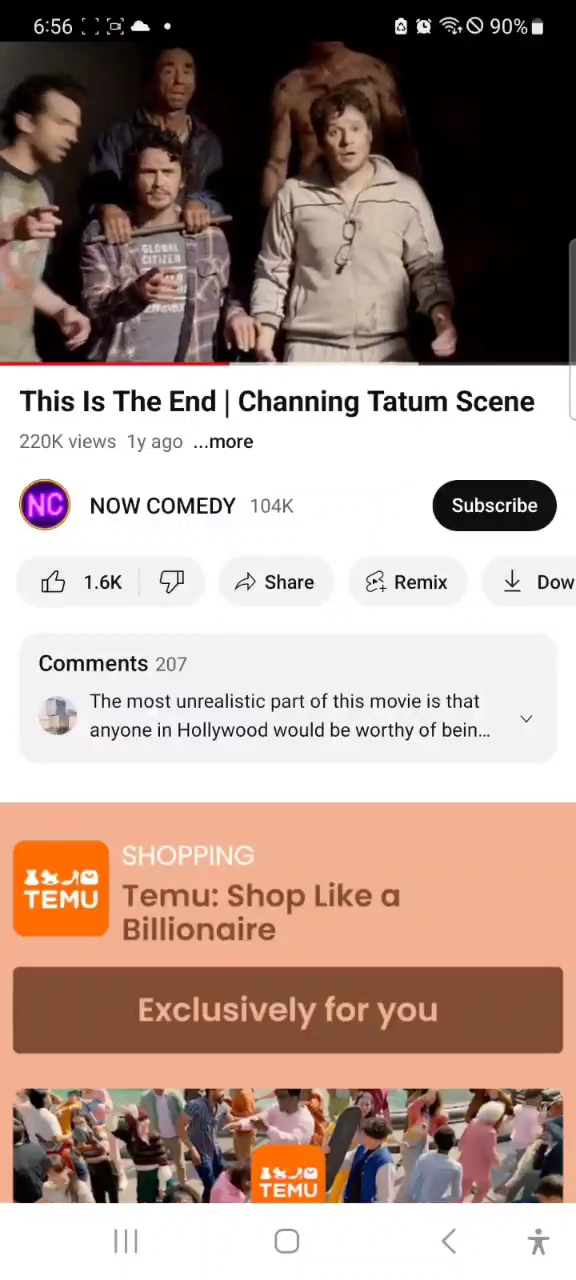 6:56
90%
GLOBAL
CITIZEN
This Is The End | Channing Tatum Scene
220K views 1y ago ...more
NC
NOW COMEDY 104K
Subscribe
1.6K
Share
Remix
Dow
Comments 207
The most unrealistic part of this movie is that
anyone in Hollywood would be worthy of bein...
TEMU
SHOPPING
Temu: Shop Like a
Billionaire
Exclusively for you
TEMU